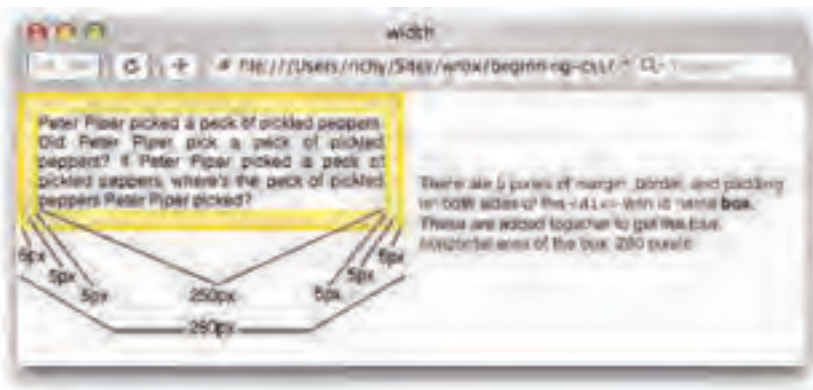 width
file:///Users/richy/Sites/wrox/beginning-css/
Peter Piper picked a peck of pickled peppers.
Did Peter Piper pick a peck of pickled
peppers? If Peter Piper picked a peck of
pickled peppers, where's the peck of pickled
peppers Peter Piper picked?
There are 5 pixels of margin, border, and padding
on both sides of the <div> with id name box.
These are added together to get the
horizontal area of the box: 280 pixels
5px
5px
5px
250px
5px
5px
5px
280px